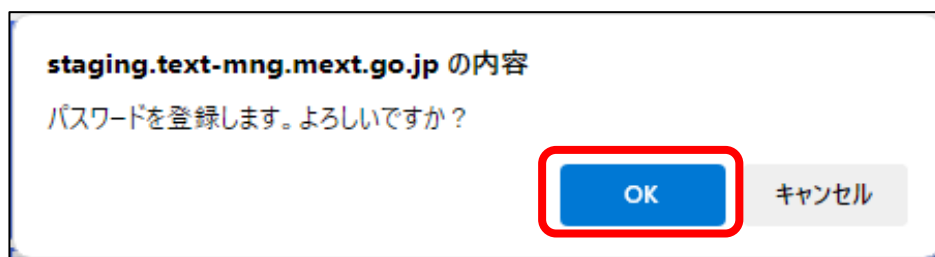 staging.text-mng.mext.go.jp の内容
パスワードを登録します。よろしいですか？
OK キャンセル